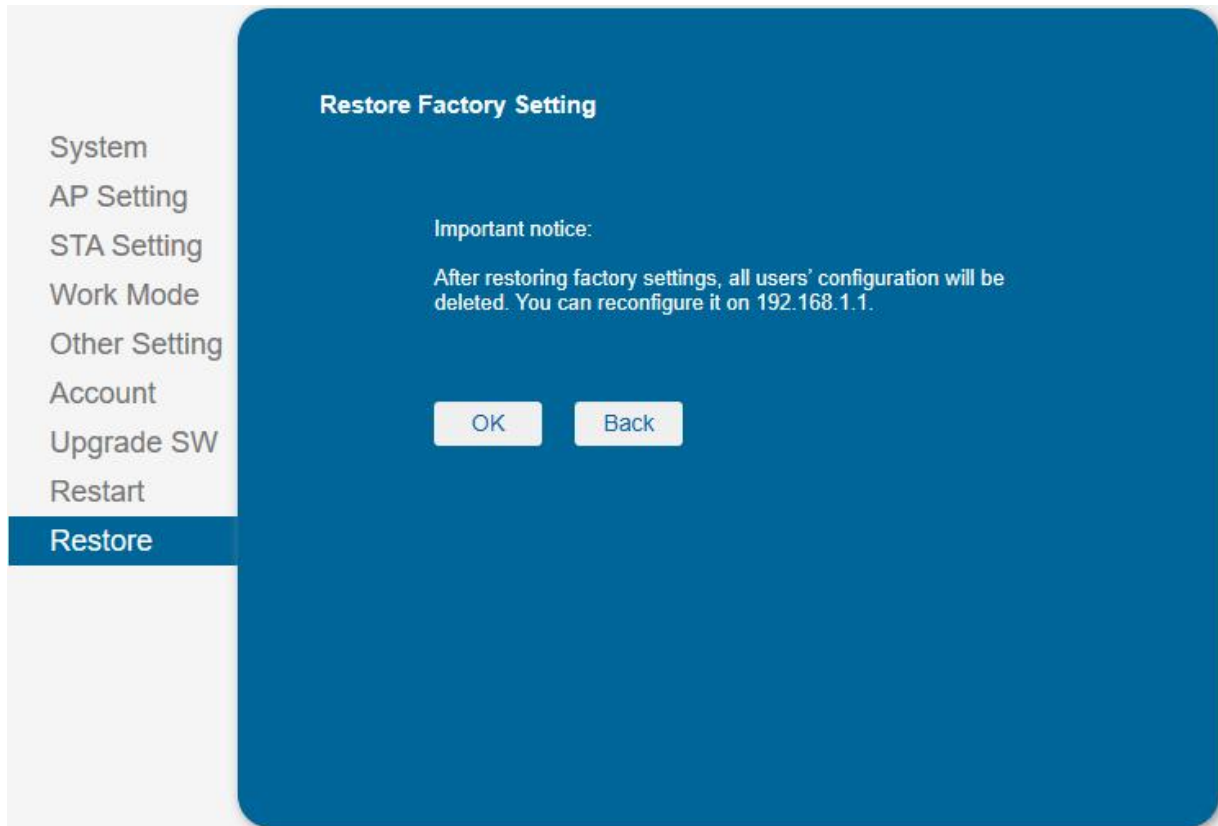 System
AP Setting
STA Setting
Work Mode
Other Setting
Account
Upgrade SW
Restart
Restore
Restore Factory Setting
Important notice:
After restoring factory settings, all users’ configuration will be
deleted. You can reconfigure it on 192.168.1.1.
OK Back